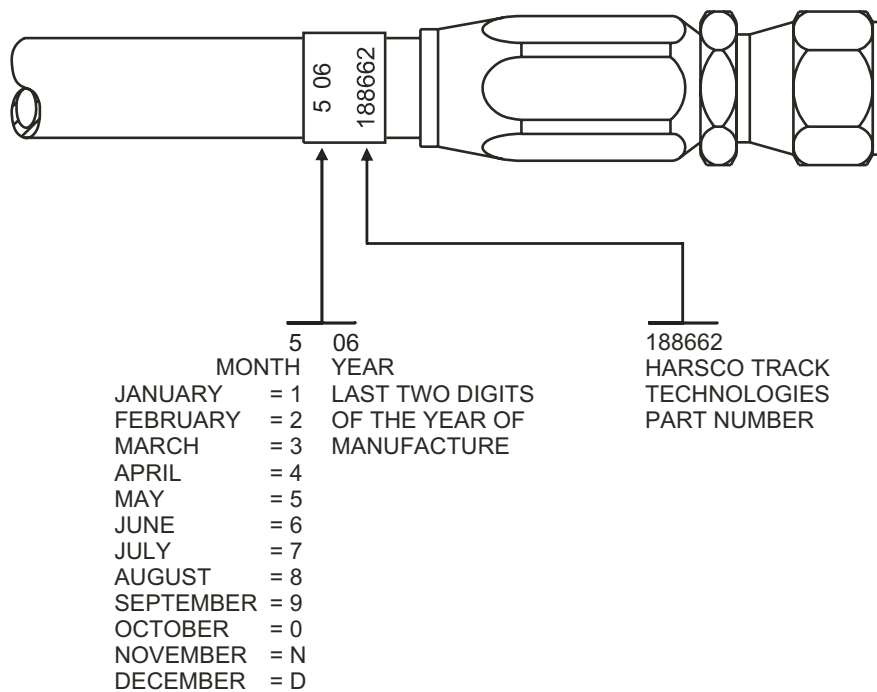 5 06
188662
5 06
MONTH YEAR
JANUARY = 1 LAST TWO DIGITS
FEBRUARY = 2 OF THE YEAR OF
MARCH = 3 MANUFACTURE
APRIL = 4
MAY = 5
JUNE = 6
JULY = 7
AUGUST = 8
SEPTEMBER = 9
OCTOBER = 0
NOVEMBER = N
DECEMBER = D
188662
HARSCO TRACK
TECHNOLOGIES
PART NUMBER